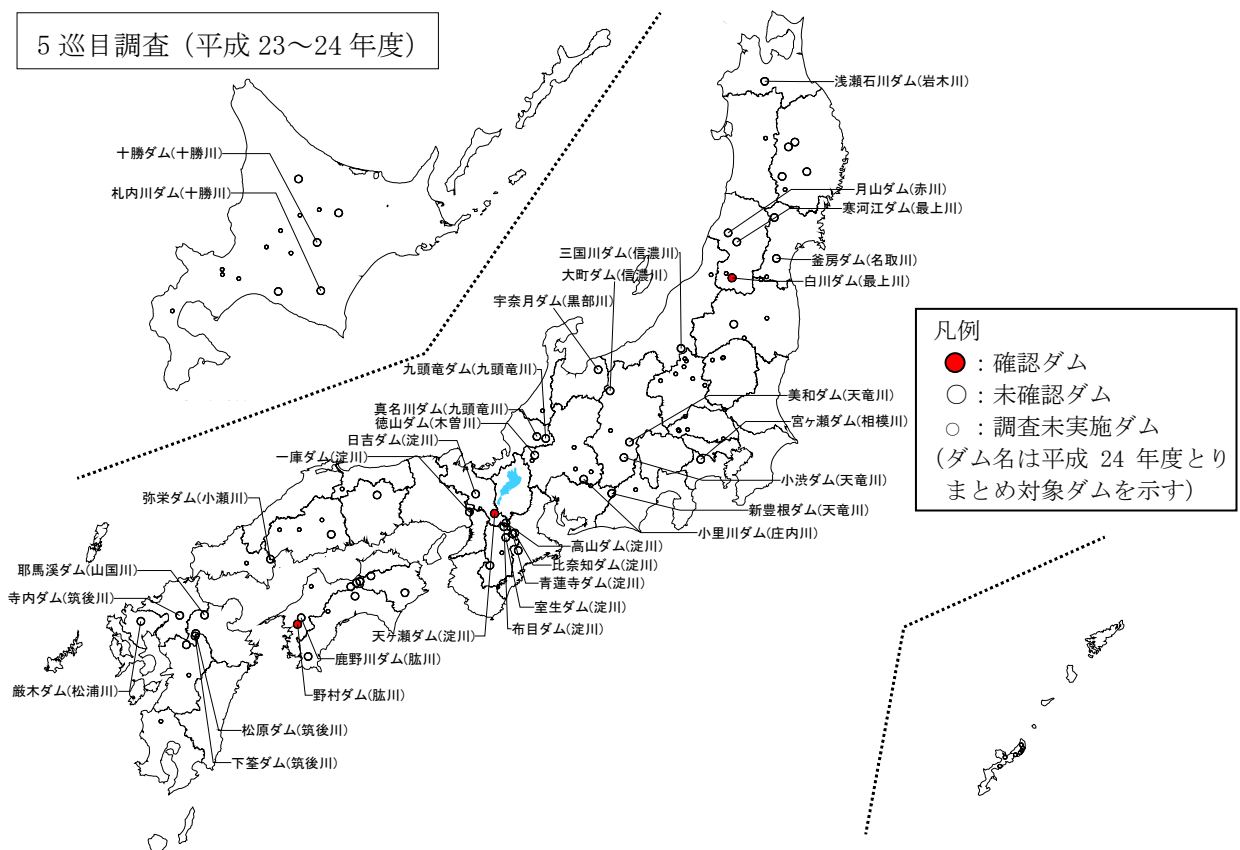 5 巡目調査（平成 23～24 年度）
浅瀬石川ダム(岩木川)
十勝ダム(十勝川)
札内川ダム(十勝川)
月山ダム(赤川)
寒河江ダム(最上川)
三国川ダム(信濃川)
釜房ダム(名取川)
大町ダム(信濃川)
白川ダム(最上川)
宇奈月ダム(黒部川)
九頭竜ダム(九頭竜川)
美和ダム(天竜川)
真名川ダム(九頭竜川)
宮ヶ瀬ダム(相模川)
徳山ダム(木曽川)
日吉ダム(淀川)
一庫ダム(淀川)
小渋ダム(天竜川)
弥栄ダム(小瀬川)
新豊根ダム(天竜川)
小里川ダム(庄内川)
高山ダム(淀川)
比奈知ダム(淀川)
耶馬溪ダム(山国川)
青蓮寺ダム(淀川)
寺内ダム(筑後川)
室生ダム(淀川)
布目ダム(淀川)
天ヶ瀬ダム(淀川)
鹿野川ダム(肱川)
厳木ダム(松浦川)
野村ダム(肱川)
松原ダム(筑後川)
下筌ダム(筑後川)
凡例
：確認ダム
○：未確認ダム
○：調査未実施ダム
(ダム名は平成 24 年度とり
まとめ対象ダムを示す)